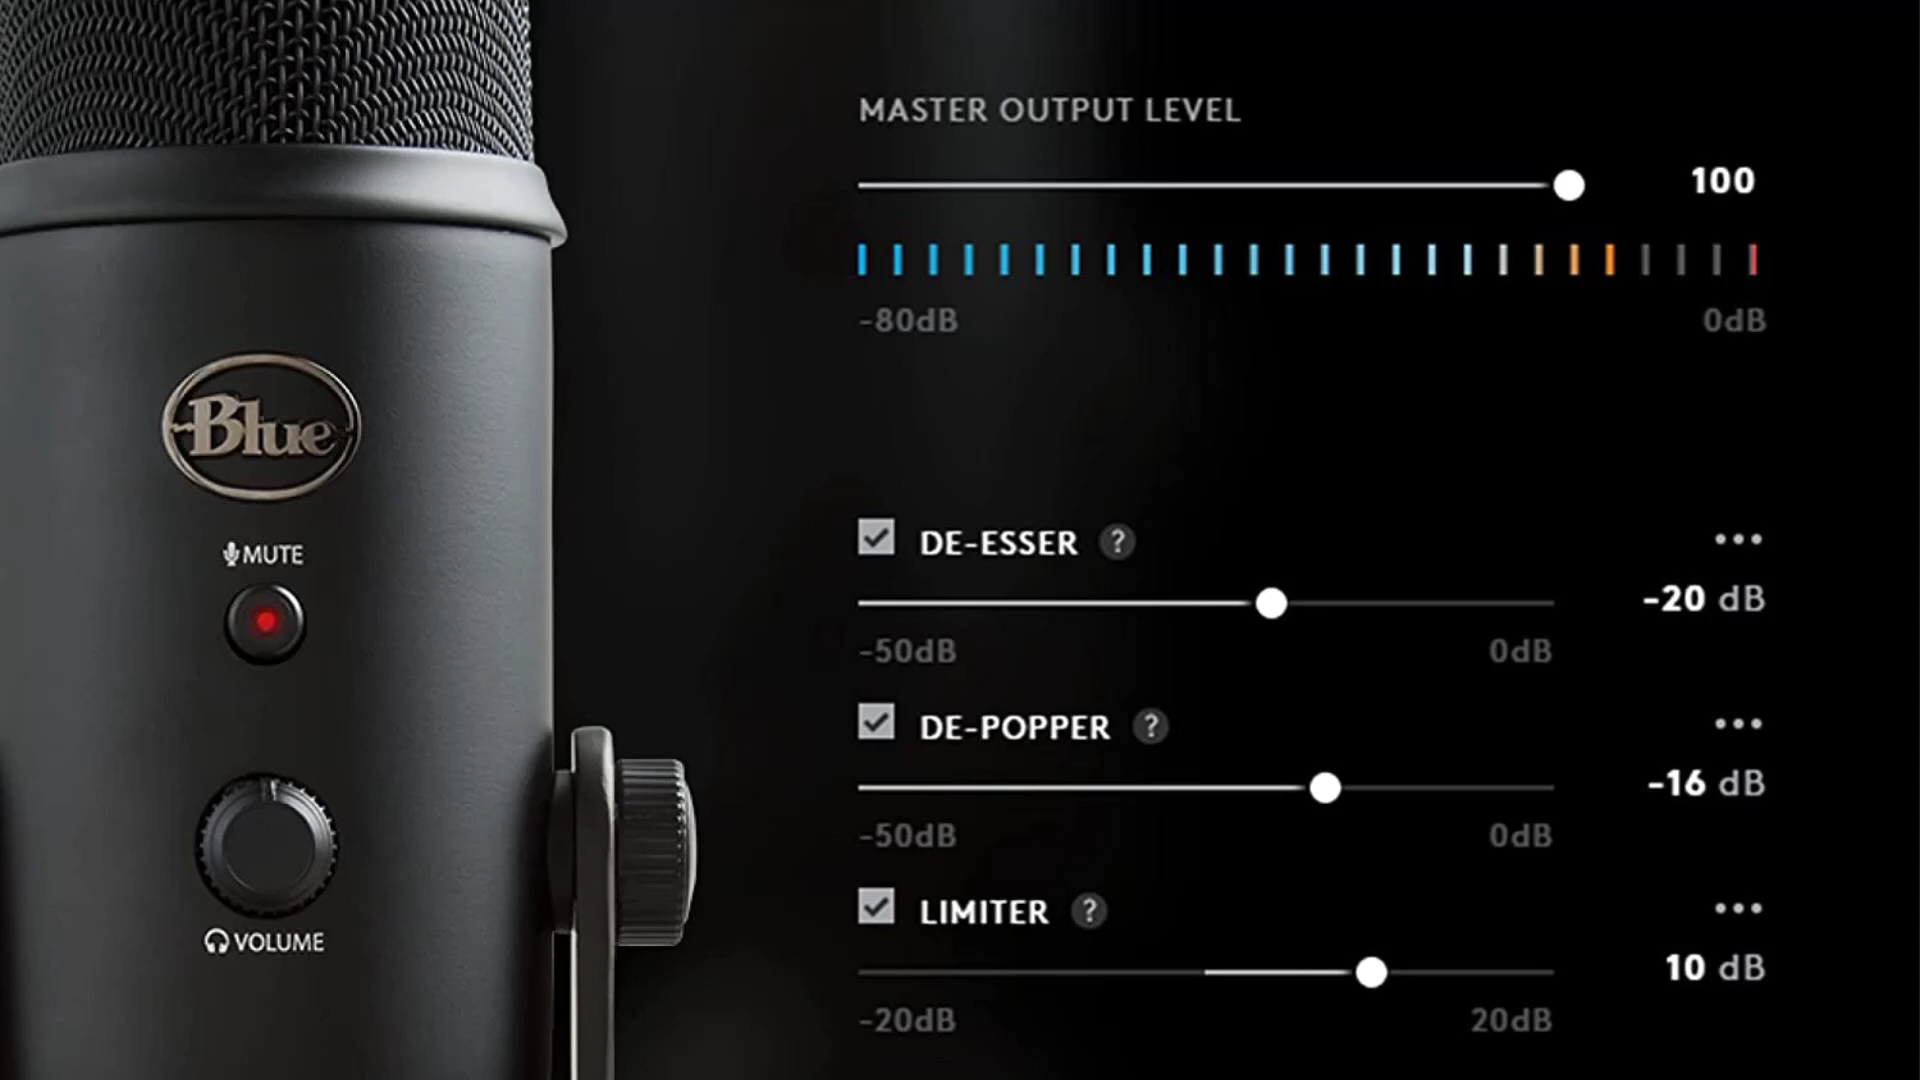 Blue
MUTE
VOLUME
MASTER OUTPUT LEVEL
100
-80dB 0dB
DE-ESSER ?
-20 dB
-50dB 0dB
DE-POPPER ?
-16 dB
-50dB 0dB
LIMITER ?
10 dB
-20dB 20dB